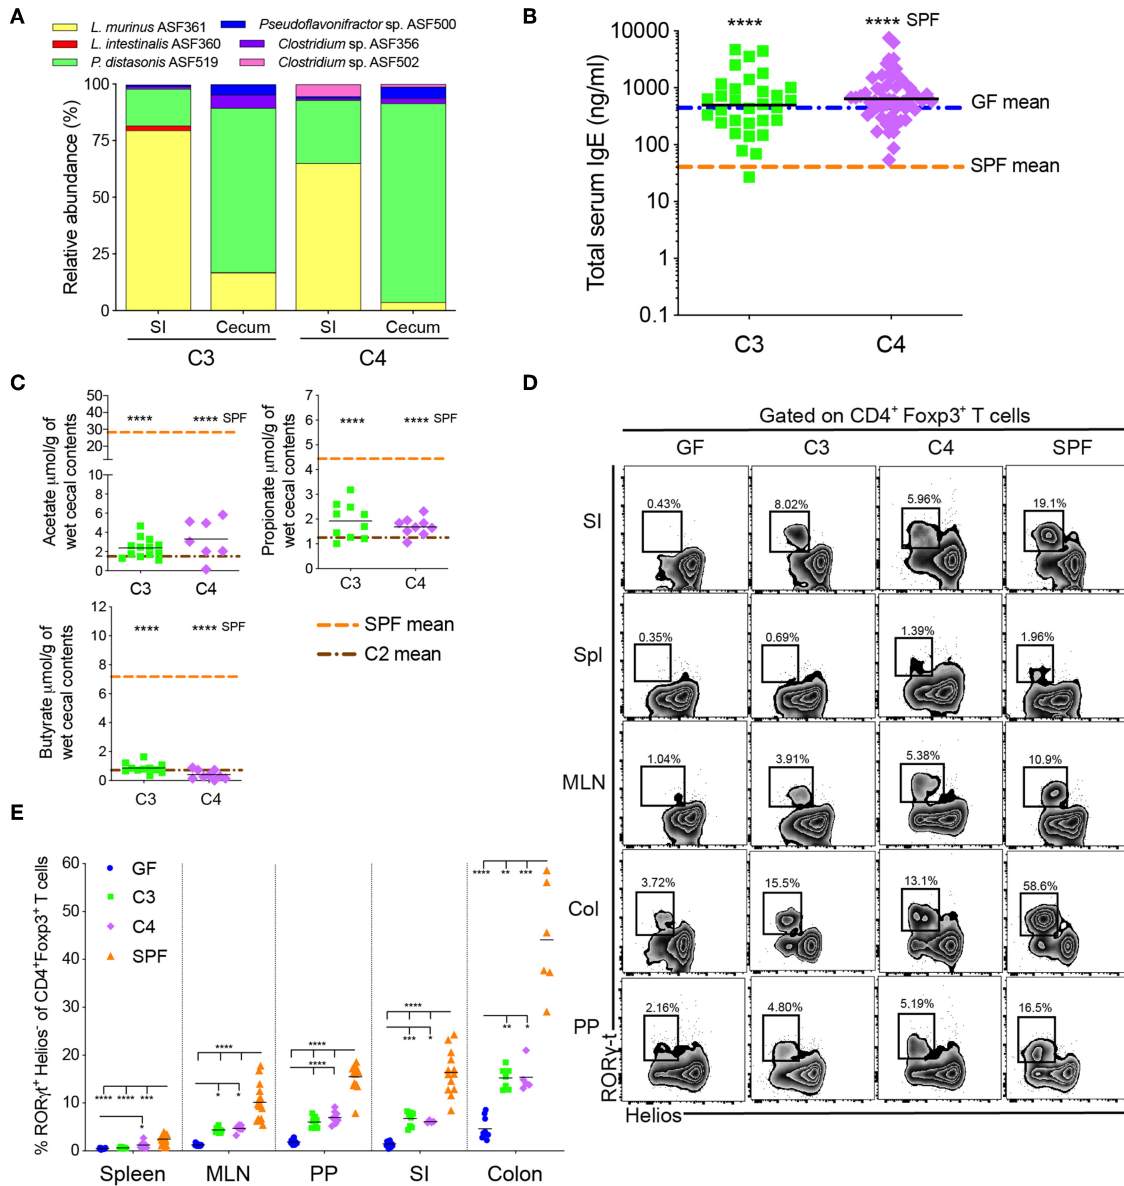 A
L. murinus ASF361
Pseudoflavonifractor sp. ASF500
L. intestinalis ASF360
Clostridium sp. ASF356
P. distasonis ASF519
Clostridium sp. ASF502
Relative abundance (%)
100
75
50
25
0
SI
Cecum
SI
Cecum
C3
C4
B
Total serum IgE (ng/ml)
10000
1000
100
10
1
0.1
****
**** SPF
GF mean
SPF mean
C3
C4
C
Acetate μmol/g of
wet cecal contents
50
40
30
20
10
8
6
4
2
0
****
**** SPF
C3
C4
Propionate μmol/g of
wet cecal contents
7
6
5
4
3
2
1
0
****
**** SPF
C3
C4
Butyrate μmol/g of
wet cecal contents
12
10
8
6
4
2
0
****
**** SPF
C3
C4
SPF mean
C2 mean
D
Gated on CD4+ Foxp3+ T cells
GF
C3
C4
SPF
SI
0.43%
8.02%
5.96%
19.1%
Spl
0.35%
0.69%
1.39%
1.96%
MLN
1.04%
3.91%
5.38%
10.9%
Col
3.72%
15.5%
13.1%
58.6%
PP
2.16%
4.80%
5.19%
16.5%
RORγ-t
Helios
E
% RORγt+ Helios- of CD4+Foxp3+ T cells
60
50
40
30
20
10
0
GF
C3
C4
SPF
**** **** ***
*
****
* *
****
****
****
*** *
**** ** ***
** *
Spleen
MLN
PP
SI
Colon